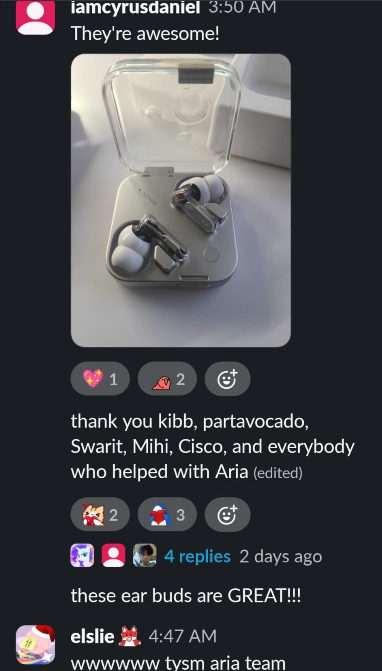 iamcyrusdaniel 3:50 AM
They're awesome!
1
2
thank you kibb, partavocado,
Swarit, Mihi, Cisco, and everybody
who helped with Aria (edited)
2
3
4 replies 2 days ago
these ear buds are GREAT!!!
elslie 4:47 AM
wwwwww tysm aria team